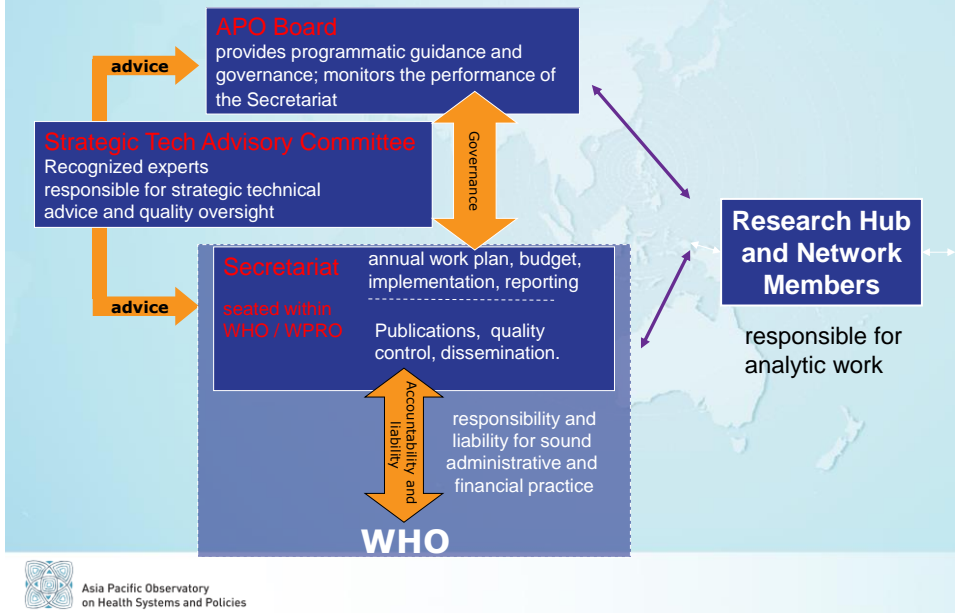 APO Board
provides programmatic guidance and
governance; monitors the performance of
the Secretariat
advice
Strategic Tech Advisory Committee
Recognized experts
responsible for strategic technical
advice and quality oversight
Governance
Research Hub
and Network
Members
responsible for
analytic work
Secretariat
seated within
WHO / WPRO
annual work plan, budget,
implementation, reporting
Publications, quality
control, dissemination.
advice
Accountability and
liability
responsibility and
liability for sound
administrative and
financial practice
WHO
Asia Pacific Observatory
on Health Systems and Policies